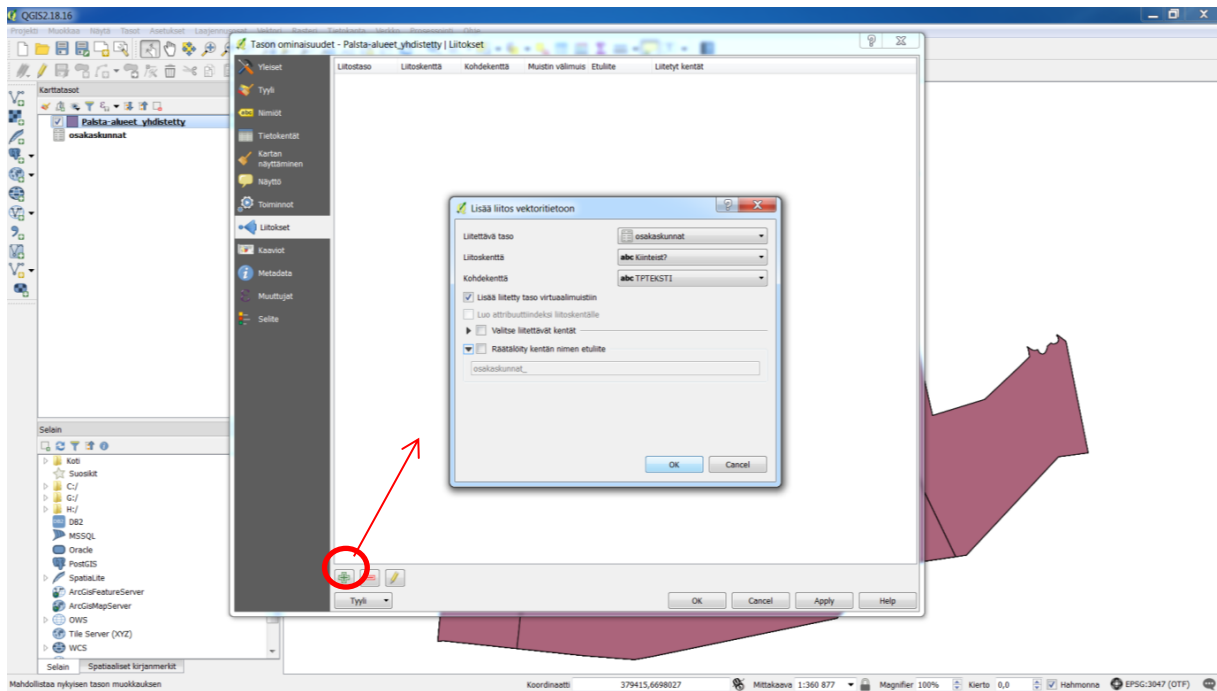 QGIS2.18.16
Projekti Muokkaa Näytä Tasot Asetukset Laajennukset Vektori Rasteri Tietokanta Verkko Prosessointi Ohje
Karttatasot
Palsta-alueet_yhdistetty
osakaskunnat
Selain
Koti
Suosikit
C:/
G:/
H:/
DB2
MSSQL
Oracle
PostGIS
SpatiaLite
ArcGisFeatureServer
ArcGisMapServer
OWS
Tile Server (XYZ)
WCS
Selain Spatiaaliset kirjanmerkit
Tason ominaisuudet - Palsta-alueet_yhdistetty | Liitokset
Yleiset
Tyyli
Nimiöt
Tietokentät
Kartan
näyttäminen
Näyttö
Toiminnot
Liitokset
Kaaviot
Metadata
Muuttujat
Selite
Liitostaso Liitoskenttä Kohdekenttä Muistin välimuis Etuliite Liitetyt kentät
Lisää liitos vektoritietoon
Liitettävä taso osakaskunnat
Liitoskenttä abc Kiinteist?
Kohdekenttä abc TPTEKSTI
Lisää liitetty taso virtuaalimuistiin
Luo attribuuttiindeksi liitoskentälle
Valitse liitettävät kentät
Räätälöity kentän nimen etuliite
osakaskunnat_
OK Cancel
Tyyli OK Cancel Apply Help
Mahdollistaa nykyisen tason muokkauksen Koordinaatti 379415,6698027 Mittakaava 1:360 877 Magnifier 100% Kierto 0,0 Hahmonna EPSG:3047 (OTF)